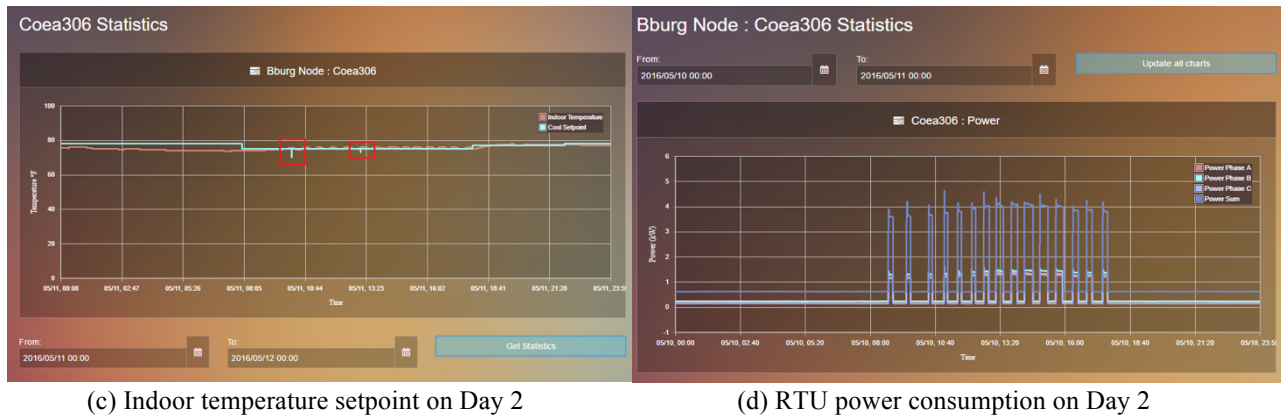 Coea306 Statistics
Bburg Node : Coea306
Indoor Temperature
Cool Setpoint
100
80
60
40
20
0
Temperature °F
05/11, 00:08 05/11, 02:47 05/11, 05:26 05/11, 08:05 05/11, 10:44 05/11, 13:23 05/11, 16:02 05/11, 18:41 05/11, 21:20 05/11, 23:59
Time
From:
2016/05/11 00:00
To:
2016/05/12 00:00
Get Statistics
(c) Indoor temperature setpoint on Day 2
Bburg Node : Coea306 Statistics
From:
2016/05/10 00:00
To:
2016/05/11 00:00
Update all charts
Coea306 : Power
Power Phase A
Power Phase B
Power Phase C
Power Sum
6
5
4
3
2
1
0
-1
Power (kW)
05/10, 00:00 05/10, 02:40 05/10, 05:20 05/10, 08:00 05/10, 10:40 05/10, 13:20 05/10, 16:00 05/10, 18:40 05/10, 21:20 05/10, 23:59
Time
(d) RTU power consumption on Day 2